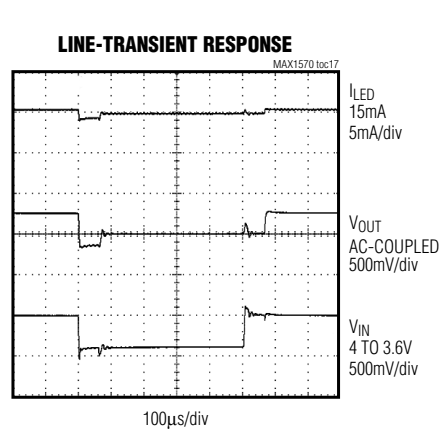 LINE-TRANSIENT RESPONSE
MAX1570 toc17
ILED
15mA
5mA/div
VOUT
AC-COUPLED
500mV/div
VIN
4 TO 3.6V
500mV/div
100μs/div